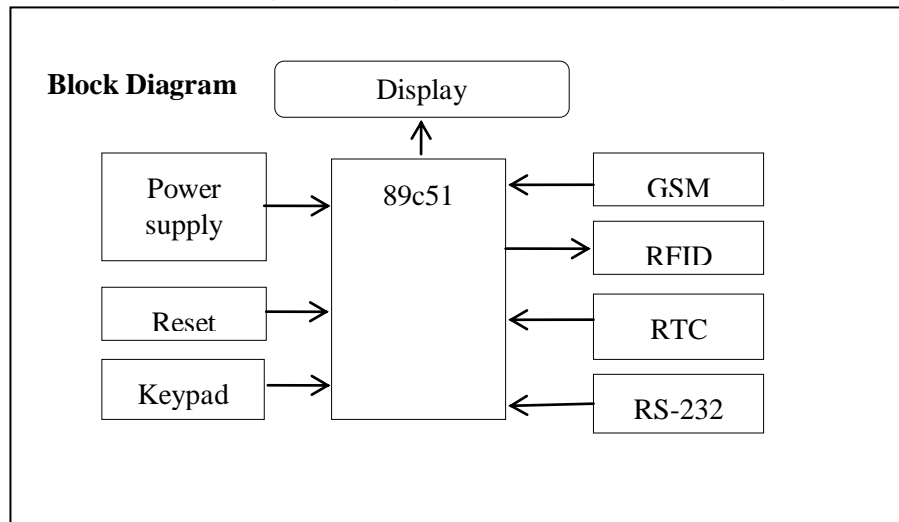 Block Diagram
Display
Power
supply
89c51
GSM
RFID
Reset
RTC
Keypad
RS-232